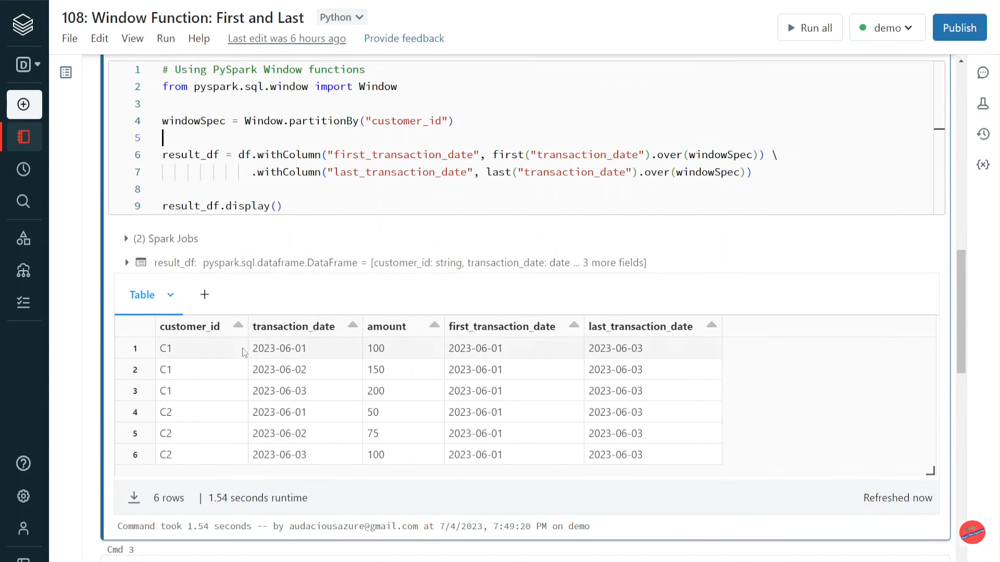 108: Window Function: First and Last Python
File Edit View Run Help Last edit was 6 hours ago Provide feedback
Run all demo Publish
D
1 # Using PySpark Window functions
2 from pyspark.sql.window import Window
3
4 windowSpec = Window.partitionBy("customer_id")
5
6 result_df = df.withColumn("first_transaction_date", first("transaction_date").over(windowSpec)) \
7 .withColumn("last_transaction_date", last("transaction_date").over(windowSpec))
8
9 result_df.display()
(2) Spark Jobs
result_df: pyspark.sql.dataframe.DataFrame = [customer_id: string, transaction_date: date ... 3 more fields]
Table +
customer_id transaction_date amount first_transaction_date last_transaction_date
1 C1 2023-06-01 100 2023-06-01 2023-06-03
2 C1 2023-06-02 150 2023-06-01 2023-06-03
3 C1 2023-06-03 200 2023-06-01 2023-06-03
4 C2 2023-06-01 50 2023-06-01 2023-06-03
5 C2 2023-06-02 75 2023-06-01 2023-06-03
6 C2 2023-06-03 100 2023-06-01 2023-06-03
6 rows | 1.54 seconds runtime Refreshed now
Command took 1.54 seconds -- by audaciousazure@gmail.com at 7/4/2023, 7:49:20 PM on demo
Cmd 3